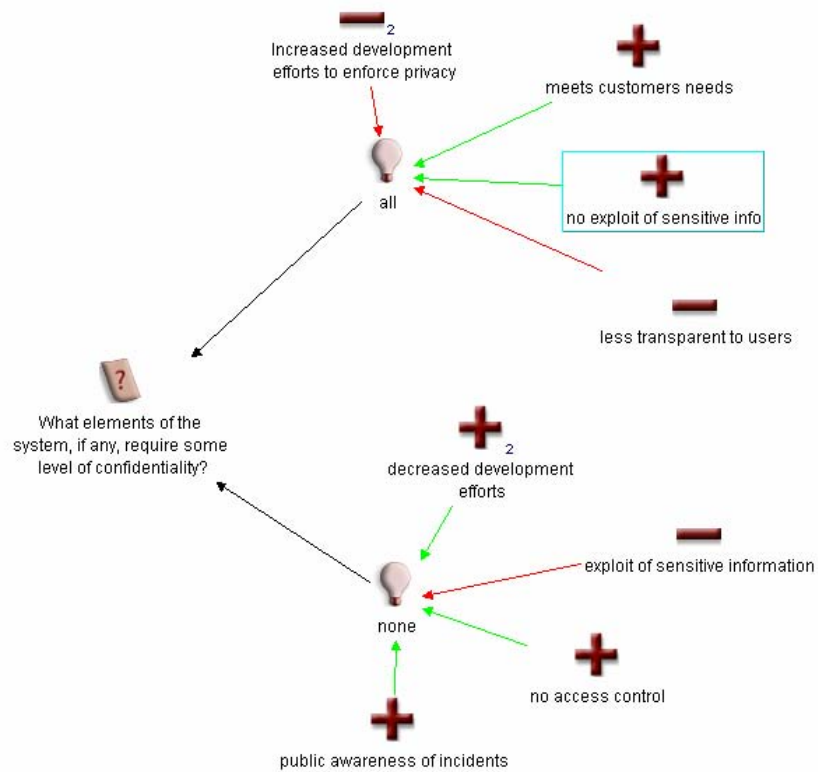 2
Increased development
efforts to enforce privacy
meets customers needs
all
no exploit of sensitive info
less transparent to users
?
What elements of the
system, if any, require some
level of confidentiality?
2
decreased development
efforts
exploit of sensitive information
none
no access control
public awareness of incidents